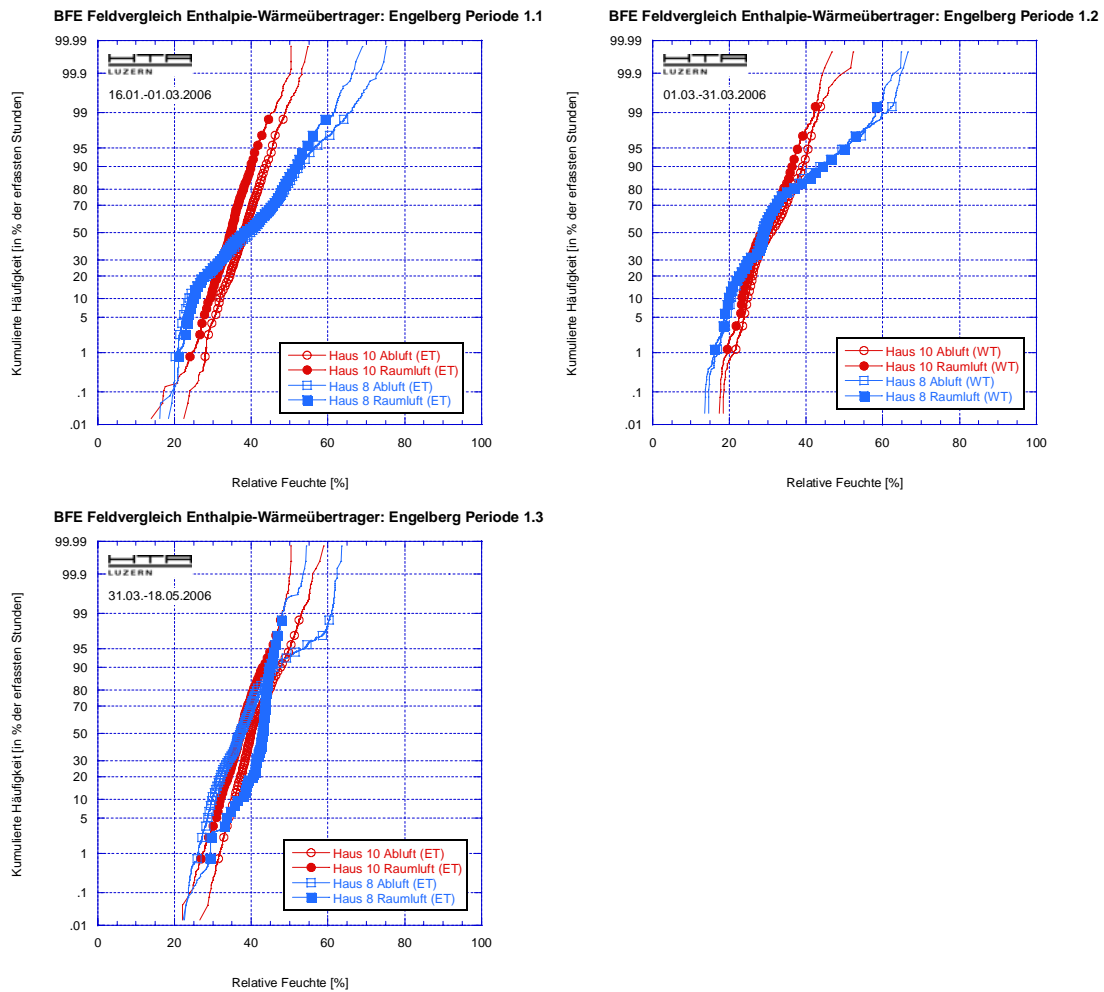 BFE Feldvergleich Enthalpie-Wärmeübertrager: Engelberg Periode 1.1
99.99
99.9
99
95
90
80
70
50
30
20
10
5
1
.1
.01
Kumulierte Häufigkeit [in % der erfassten Stunden]
HTA
LUZERN
16.01.-01.03.2006
Haus 10 Abluft (ET)
Haus 10 Raumluft (ET)
Haus 8 Abluft (ET)
Haus 8 Raumluft (ET)
0 20 40 60 80 100
Relative Feuchte [%]
BFE Feldvergleich Enthalpie-Wärmeübertrager: Engelberg Periode 1.2
99.99
99.9
99
95
90
80
70
50
30
20
10
5
1
.1
.01
Kumulierte Häufigkeit [in % der erfassten Stunden]
HTA
LUZERN
01.03.-31.03.2006
Haus 10 Abluft (WT)
Haus 10 Raumluft (WT)
Haus 8 Abluft (WT)
Haus 8 Raumluft (WT)
0 20 40 60 80 100
Relative Feuchte [%]
BFE Feldvergleich Enthalpie-Wärmeübertrager: Engelberg Periode 1.3
99.99
99.9
99
95
90
80
70
50
30
20
10
5
1
.1
.01
Kumulierte Häufigkeit [in % der erfassten Stunden]
HTA
LUZERN
31.03.-18.05.2006
Haus 10 Abluft (ET)
Haus 10 Raumluft (ET)
Haus 8 Abluft (ET)
Haus 8 Raumluft (ET)
0 20 40 60 80 100
Relative Feuchte [%]